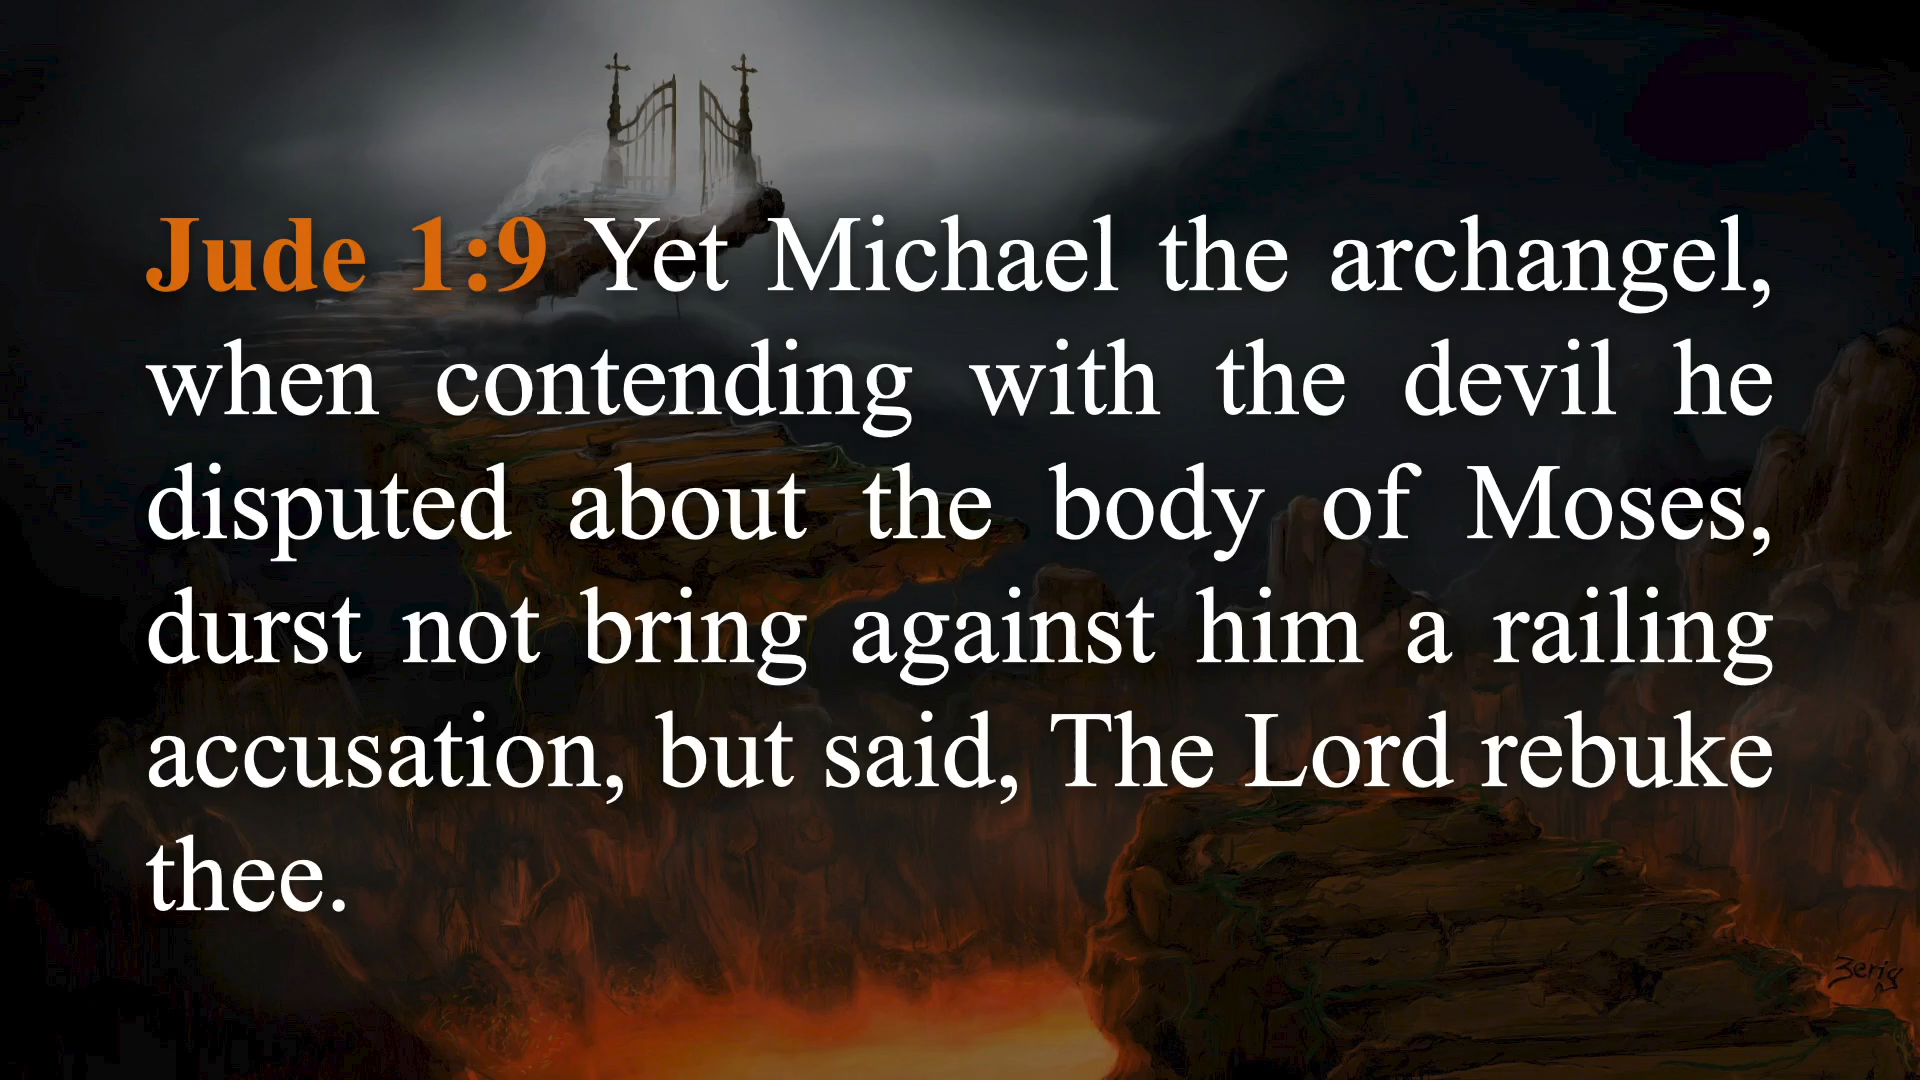 Jude 1:9 Yet Michael the archangel,
when contending with the devil he
disputed about the body of Moses,
durst not bring against him a railing
accusation, but said, The Lord rebuke
thee.
Zerig